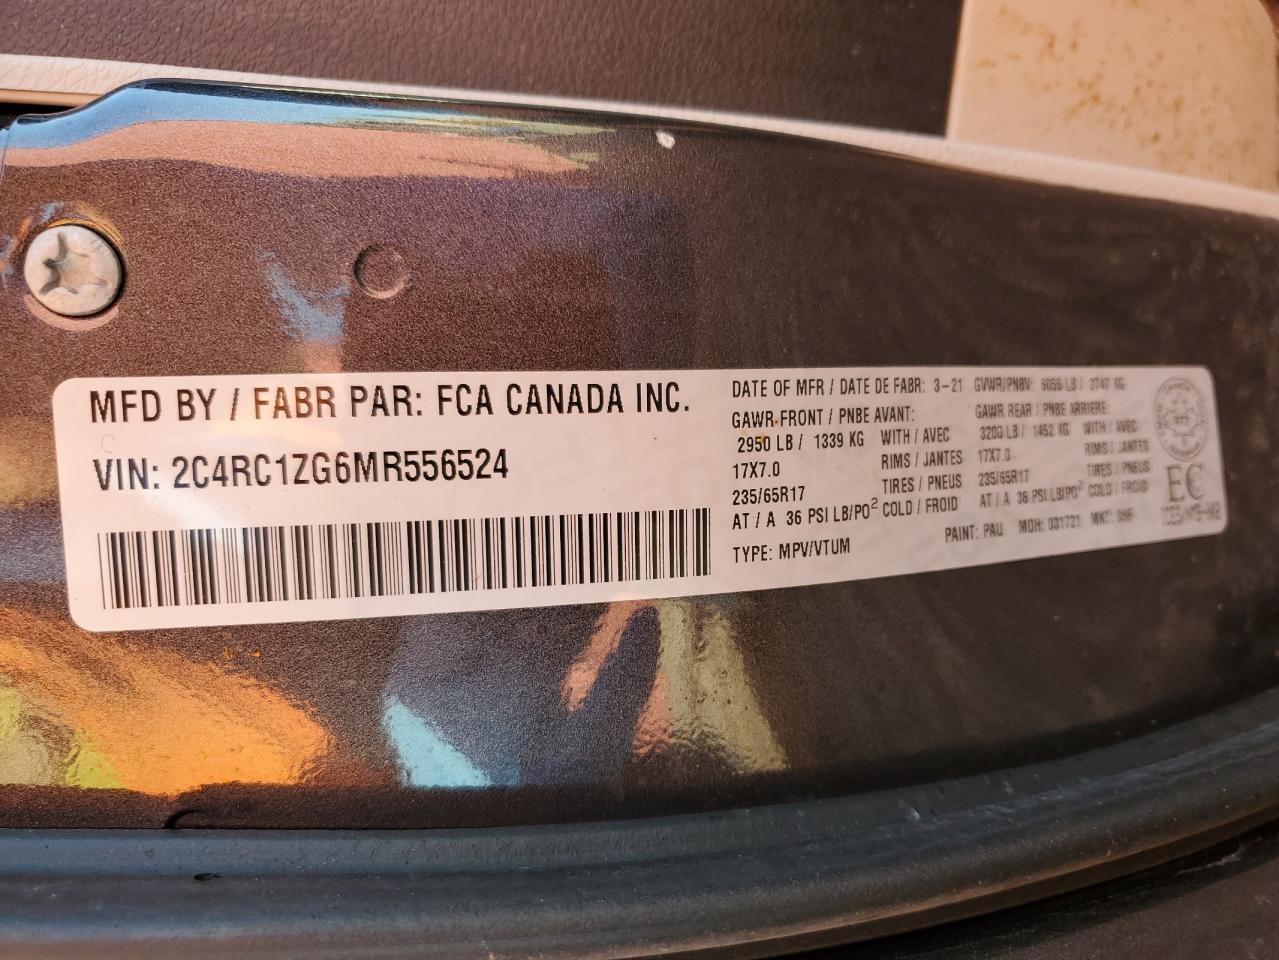 MFD BY / FABR PAR: FCA CANADA INC.
VIN: 2C4RC1ZG6MR556524
DATE OF MFR / DATE DE FABR: 3-21 GVWR/PNBV: 6055 LB / 2747 KG
GAWR-FRONT / PNBE AVANT: GAWR REAR / PNBE ARRIERE:
2950 LB / 1339 KG WITH / AVEC 3200 LB / 1452 KG WITH / AVEC
17X7.0 RIMS / JANTES 17X7.0 RIMS / JANTES
235/65R17 TIRES / PNEUS 235/65R17 TIRES / PNEUS
AT / A 36 PSI LB/PO² COLD / FROID AT / A 36 PSI LB/PO² COLD / FROID
TYPE: MPV/VTUM PAINT: PAU MDH: 031721 MKT:
EC